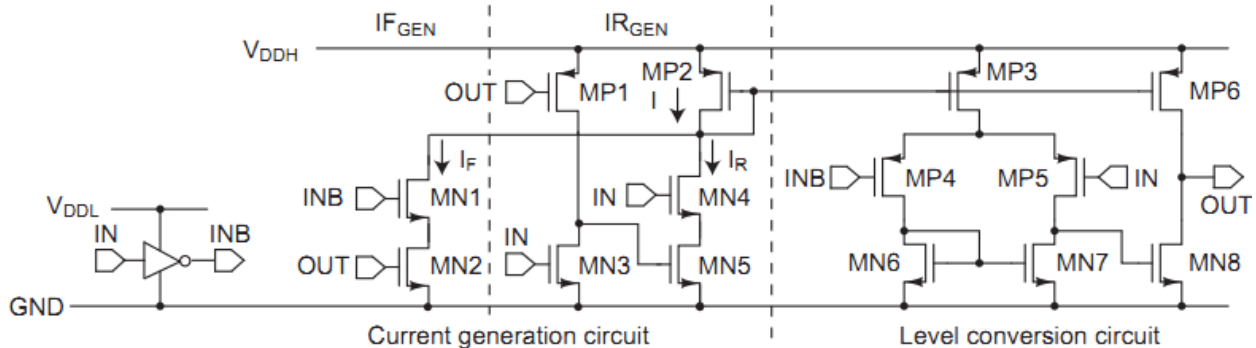 IF_GEN IR_GEN
V_DDH
MP2 MP3
OUT MP1 MP6
I
I_F I_R
INB MN1 IN MN4 INB MP4 MP5 IN
V_DDL OUT
IN INB IN
OUT MN2 MN3 MN5 MN6 MN7 MN8
GND
Current generation circuit Level conversion circuit